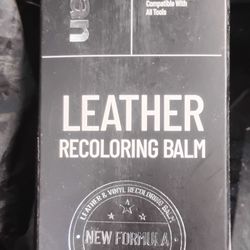 Compatible With
All Tools
LEATHER
RECOLORING BALM
LEATHER & VINYL RECOLORING BALM
NEW FORMULA